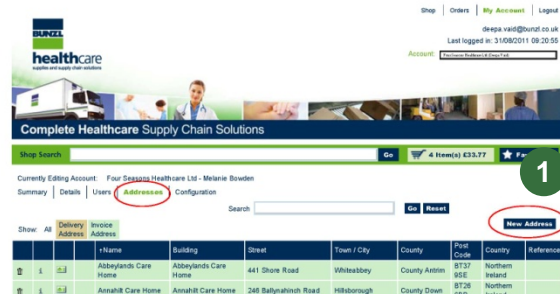 Shop | Orders | My Account | Logout
deepa.vaid@bunzl.co.uk
Last logged in: 31/08/2011 09:20:55
BUNZL
healthcare
supplies and supply chain solutions
Account:
Complete Healthcare Supply Chain Solutions
Shop Search Go 4 Item(s) £33.77
1
Currently Editing Account: Four Seasons Healthcare Ltd - Melanie Bowden
Summary | Details | Users | Addresses | Configuration
Search Go Reset
New Address
Show: All Delivery Address Invoice Address
↑Name Building Street Town / City County Post Code Country Reference
Abbeylands Care Home Abbeylands Care Home 441 Shore Road Whiteabbey County Antrim BT37 9SE Northern Ireland
Annahilt Care Home Annahilt Care Home 246 Ballynahinch Road Hillsborough County Down BT26 Northern